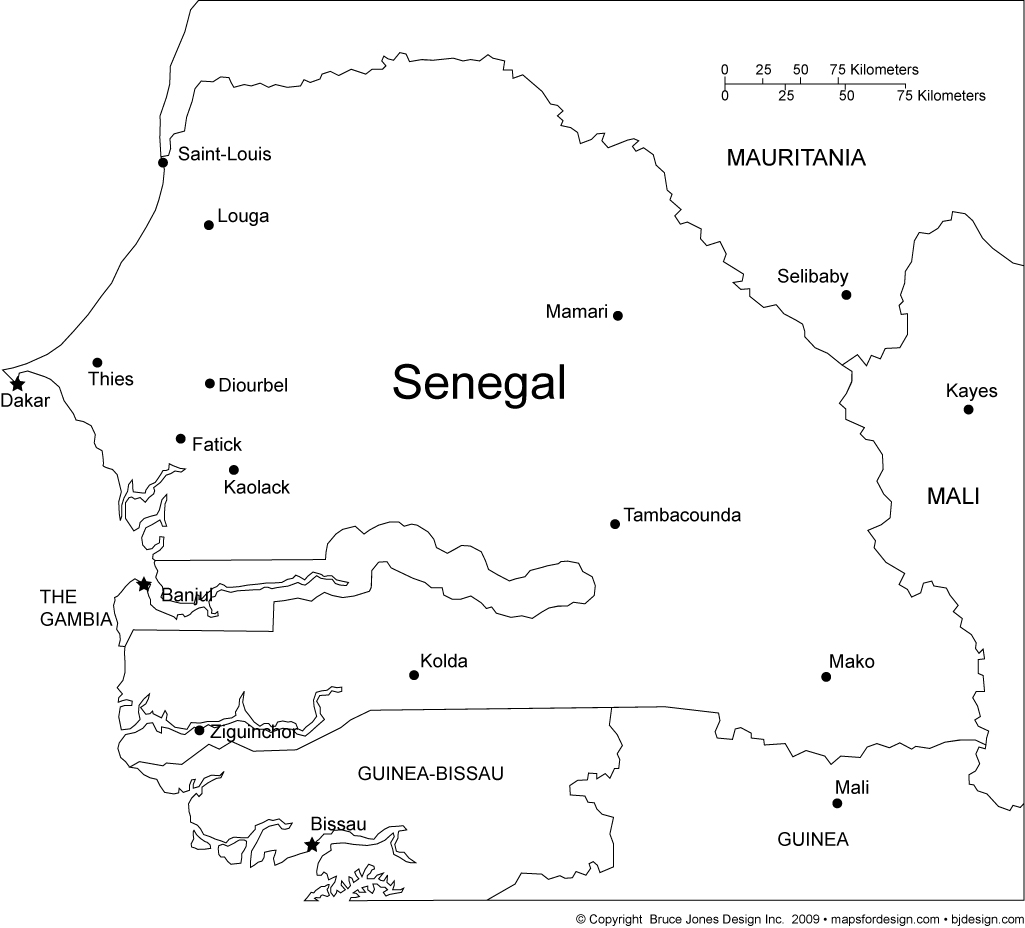 0 25 50 75 Kilometers
0 25 50 75 Kilometers
MAURITANIA
Saint-Louis
Louga
Selibaby
Mamari
Senegal
Thies
Diourbel
Dakar
Kayes
Fatick
Kaolack
MALI
Tambacounda
THE
GAMBIA
Banjul
Kolda
Mako
Ziguinchor
GUINEA-BISSAU
Mali
Bissau
GUINEA
© Copyright Bruce Jones Design Inc. 2009 • mapsfordesign.com • bjdesign.com